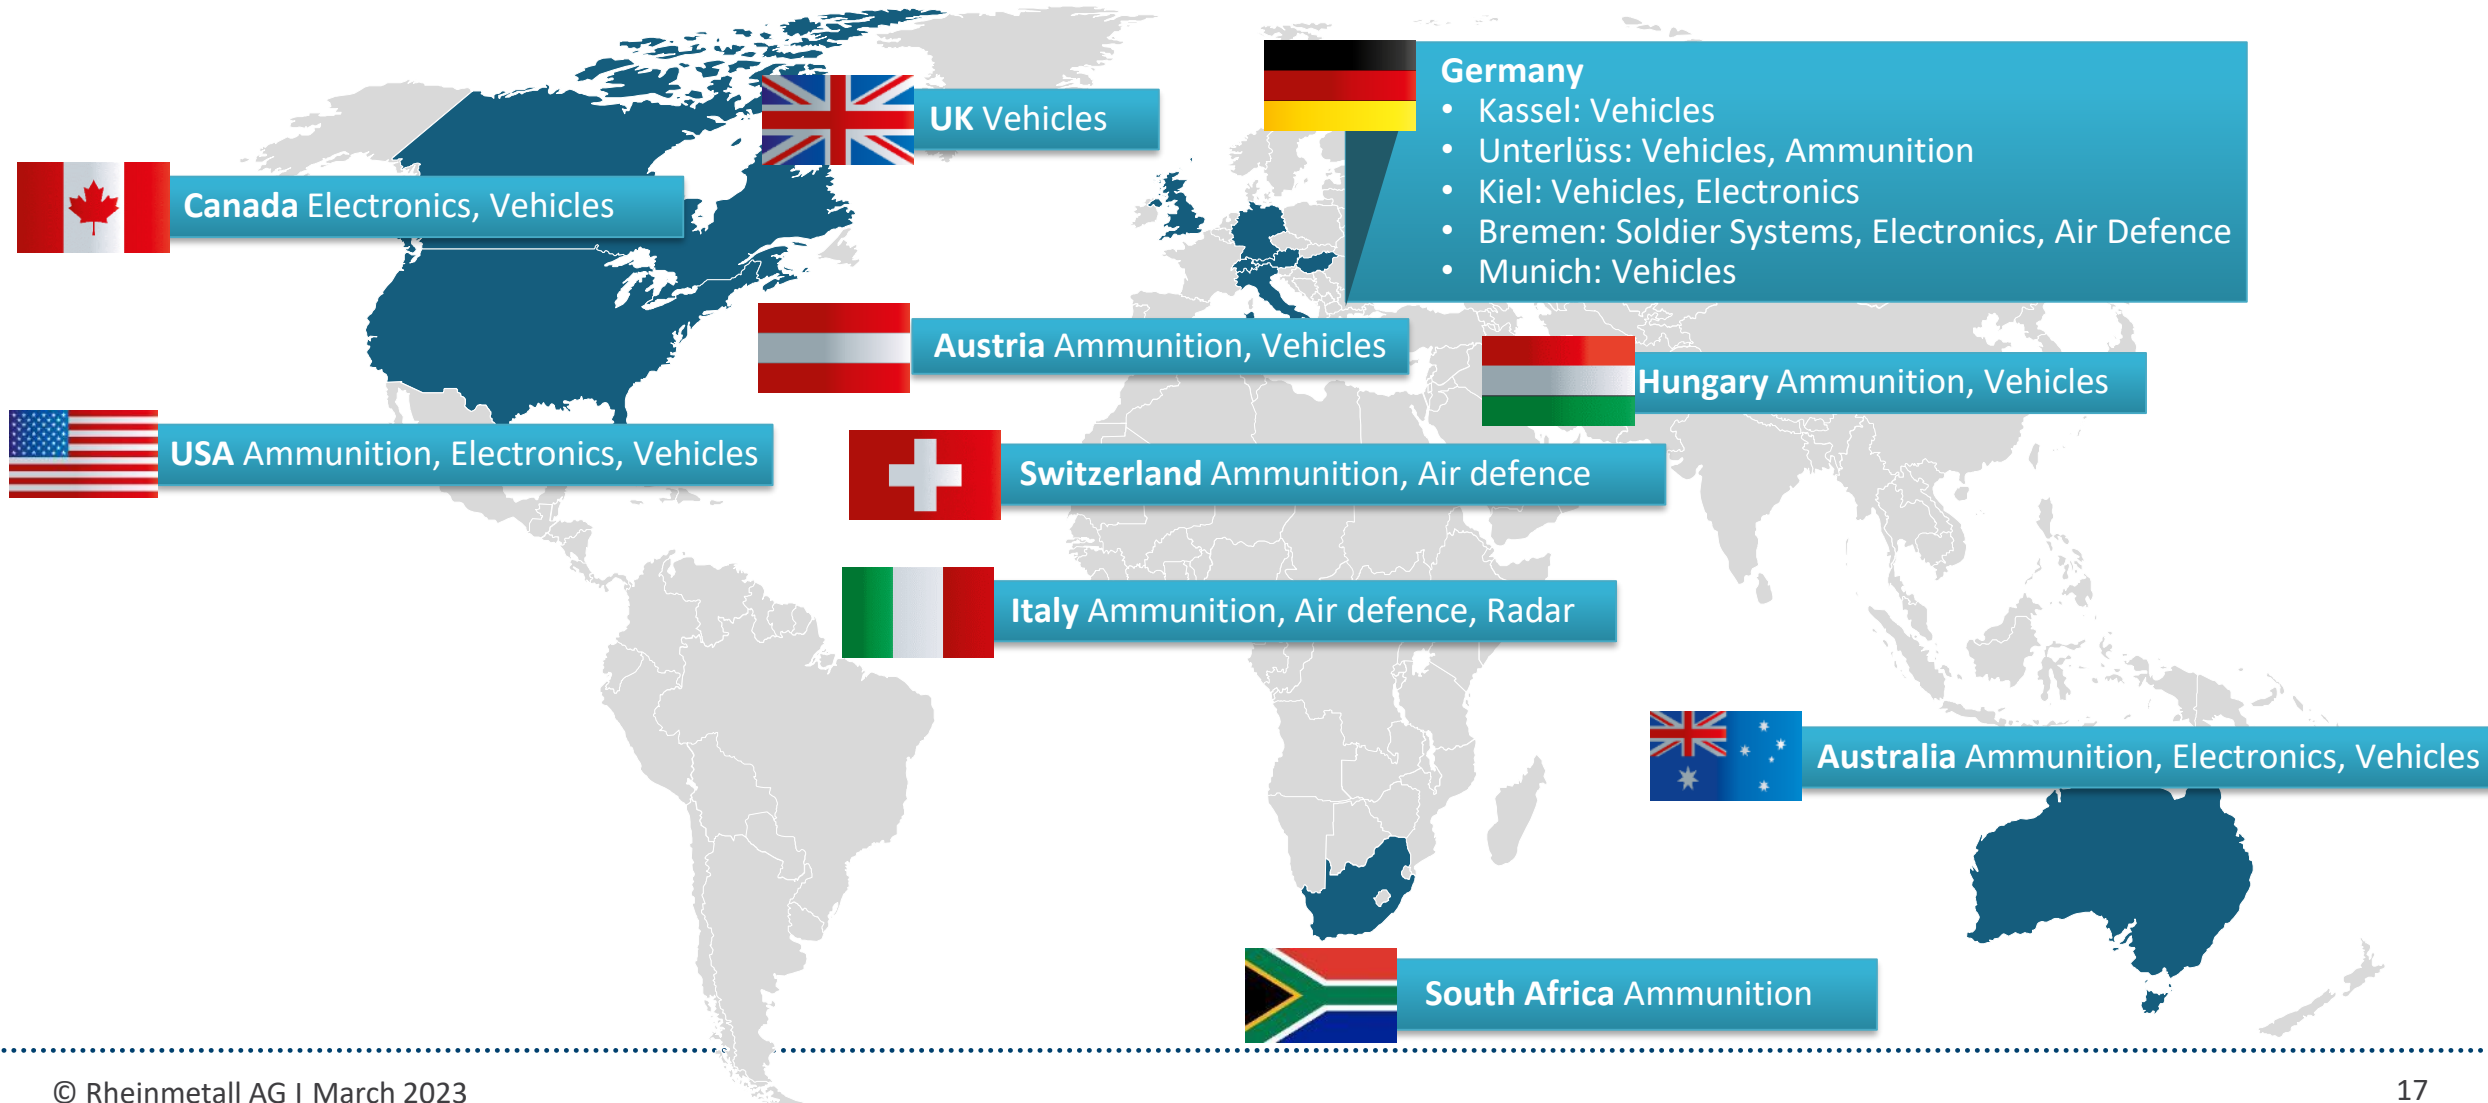 Germany
• Kassel: Vehicles
• Unterlüss: Vehicles, Ammunition
• Kiel: Vehicles, Electronics
• Bremen: Soldier Systems, Electronics, Air Defence
• Munich: Vehicles
UK Vehicles
Canada Electronics, Vehicles
Austria Ammunition, Vehicles
Hungary Ammunition, Vehicles
USA Ammunition, Electronics, Vehicles
Switzerland Ammunition, Air defence
Italy Ammunition, Air defence, Radar
Australia Ammunition, Electronics, Vehicles
South Africa Ammunition
© Rheinmetall AG I March 2023
17